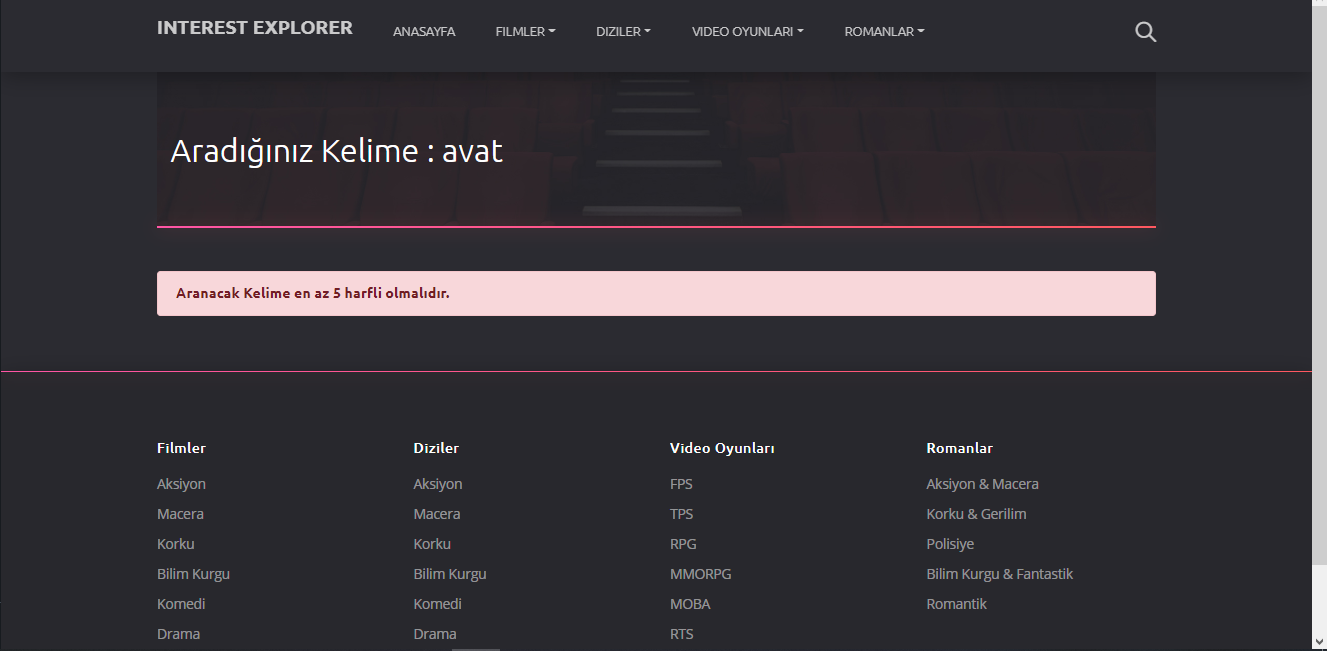 INTEREST EXPLORER ANASAYFA FILMLER DIZILER VIDEO OYUNLARI ROMANLAR
Aradığınız Kelime : avat
Aranacak Kelime en az 5 harfli olmalıdır.
Filmler Diziler Video Oyunları Romanlar
Aksiyon Aksiyon FPS Aksiyon & Macera
Macera Macera TPS Korku & Gerilim
Korku Korku RPG Polisiye
Bilim Kurgu Bilim Kurgu MMORPG Bilim Kurgu & Fantastik
Komedi Komedi MOBA Romantik
Drama Drama RTS